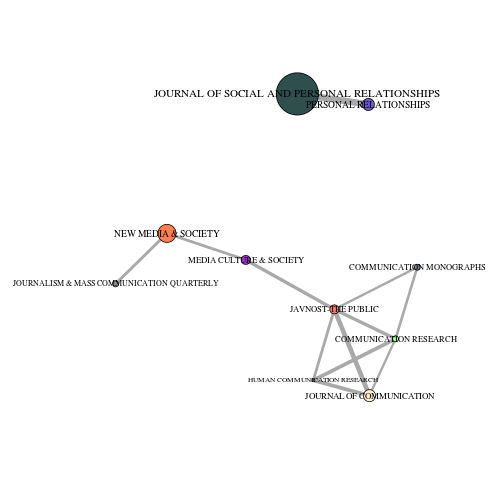 JOURNAL OF SOCIAL AND PERSONAL RELATIONSHIPS
PERSONAL RELATIONSHIPS
NEW MEDIA & SOCIETY
MEDIA CULTURE & SOCIETY
COMMUNICATION MONOGRAPHS
JOURNALISM & MASS COMMUNICATION QUARTERLY
JAVNOST-THE PUBLIC
COMMUNICATION RESEARCH
HUMAN COMMUNICATION RESEARCH
JOURNAL OF COMMUNICATION